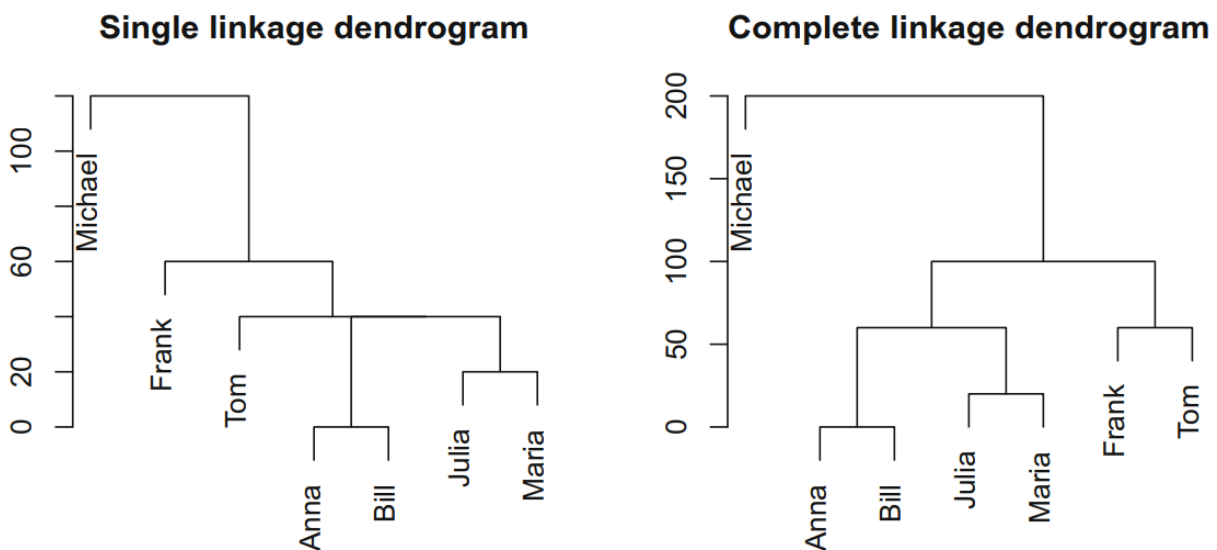 Single linkage dendrogram
100
60
20
0
Michael
Frank
Tom
Anna
Bill
Julia
Maria
Complete linkage dendrogram
200
150
100
50
0
Michael
Anna
Bill
Julia
Maria
Frank
Tom